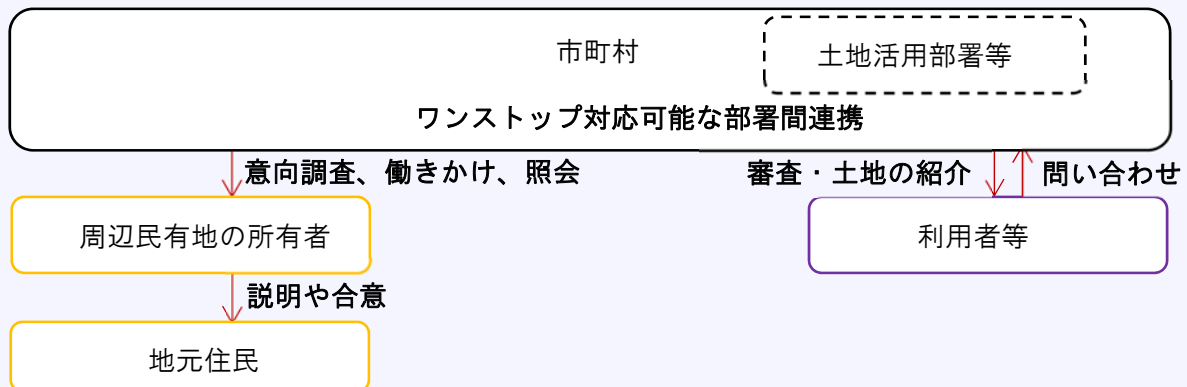 市町村
土地活用部署等
ワンストップ対応可能な部署間連携
意向調査、働きかけ、照会
審査・土地の紹介
問い合わせ
周辺民有地の所有者
利用者等
説明や合意
地元住民